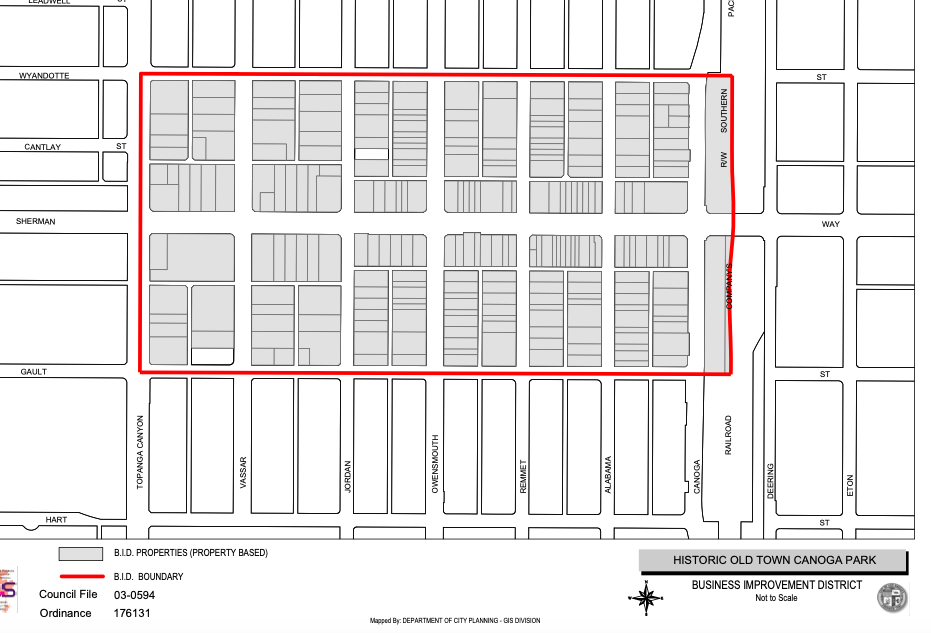 LEADWELL ST
PAC
WYANDOTTE ST
CANTLAY ST
SOUTHERN
R/W
SHERMAN WAY
COMPANY'S
GAULT ST
TOPANGA CANYON
VASSAR
JORDAN
OWENSMOUTH
REMMET
ALABAMA
CANOGA
RAILROAD
DEERING
ETON
HART ST
B.I.D. PROPERTIES (PROPERTY BASED)
B.I.D. BOUNDARY
Council File 03-0594
Ordinance 176131
HISTORIC OLD TOWN CANOGA PARK
BUSINESS IMPROVEMENT DISTRICT
Not to Scale
Mapped By: DEPARTMENT OF CITY PLANNING - GIS DIVISION